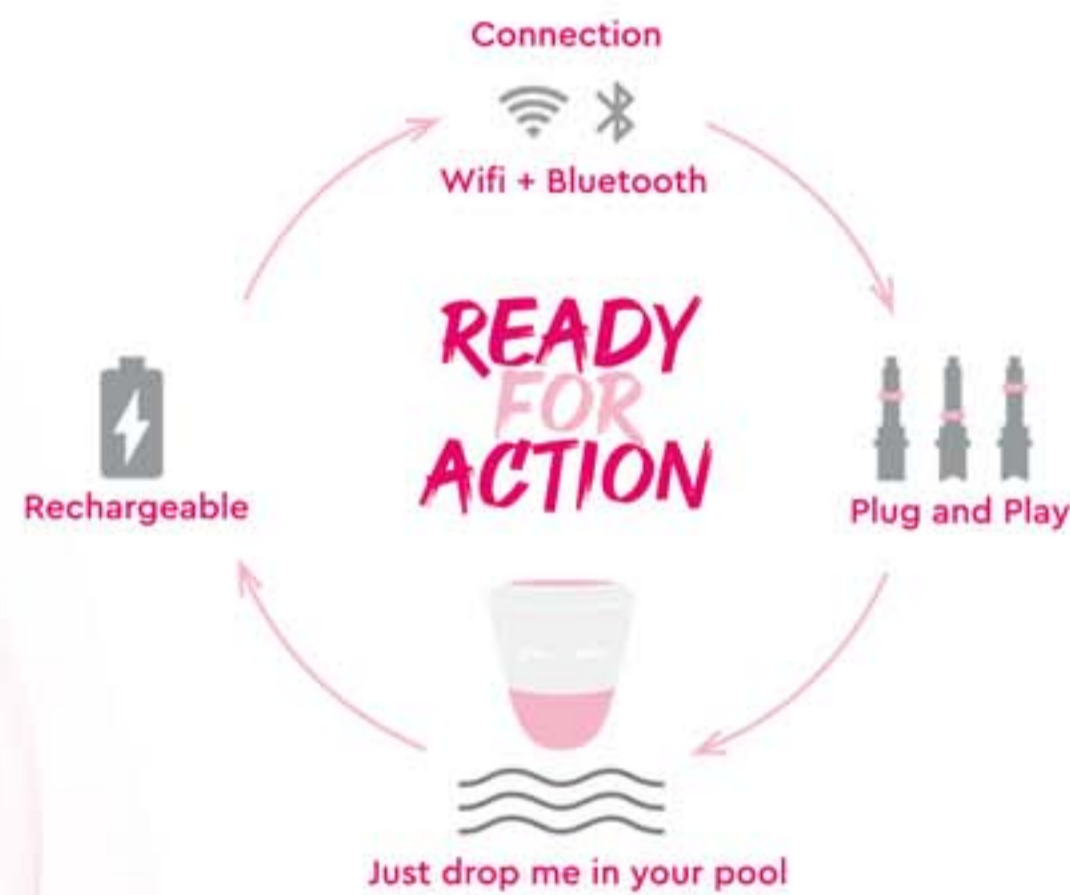 Connection
Wifi + Bluetooth
READY
FOR
ACTION
Rechargeable
Plug and Play
Just drop me in your pool